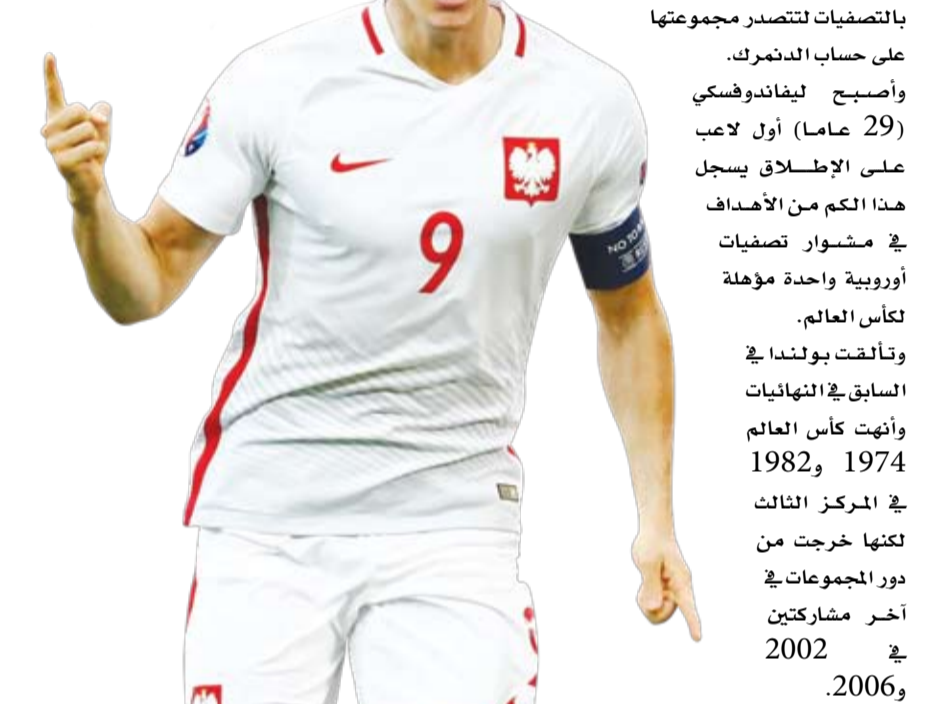 بالتصفيات لتتصدر مجموعتها
على حساب الدنمرك.
وأصبح ليفاندوفسكي
(29 عاما) أول لاعب
على الإطلاق يسجل
هذا الكم من الأهداف
في مشوار تصفيات
أوروبية واحدة مؤهلة
لكأس العالم.
وتألقت بولندا في
السابق في النهائيات
وأنهت كأس العالم
1974 و1982
في المركز الثالث
لكنها خرجت من
دور المجموعات في
آخر مشاركتين
في 2002
و2006.
9
NO TO